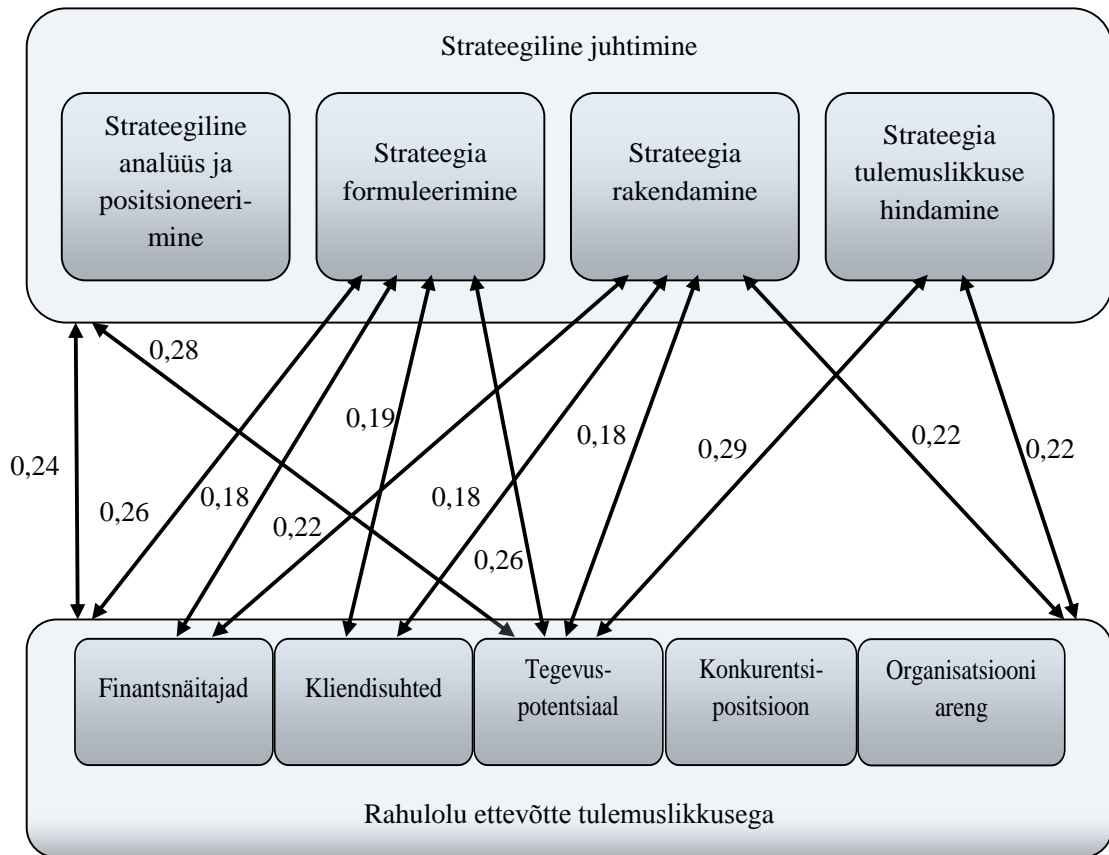 Strateegiline juhtimine
Strateegiline
analüüs ja
positsioneeri-
mine
Strateegia
formuleerimine
Strateegia
rakendamine
Strateegia
tulemuslikkuse
hindamine
0,28
0,19
0,18
0,29
0,22
0,22
0,24
0,26
0,18
0,22
0,18
0,26
Finantsnäitajad
Kliendisuhted
Tegevus-
potentsiaal
Konkurentsi-
positsioon
Organisatsiooni
areng
Rahulolu ettevõtte tulemuslikkusega